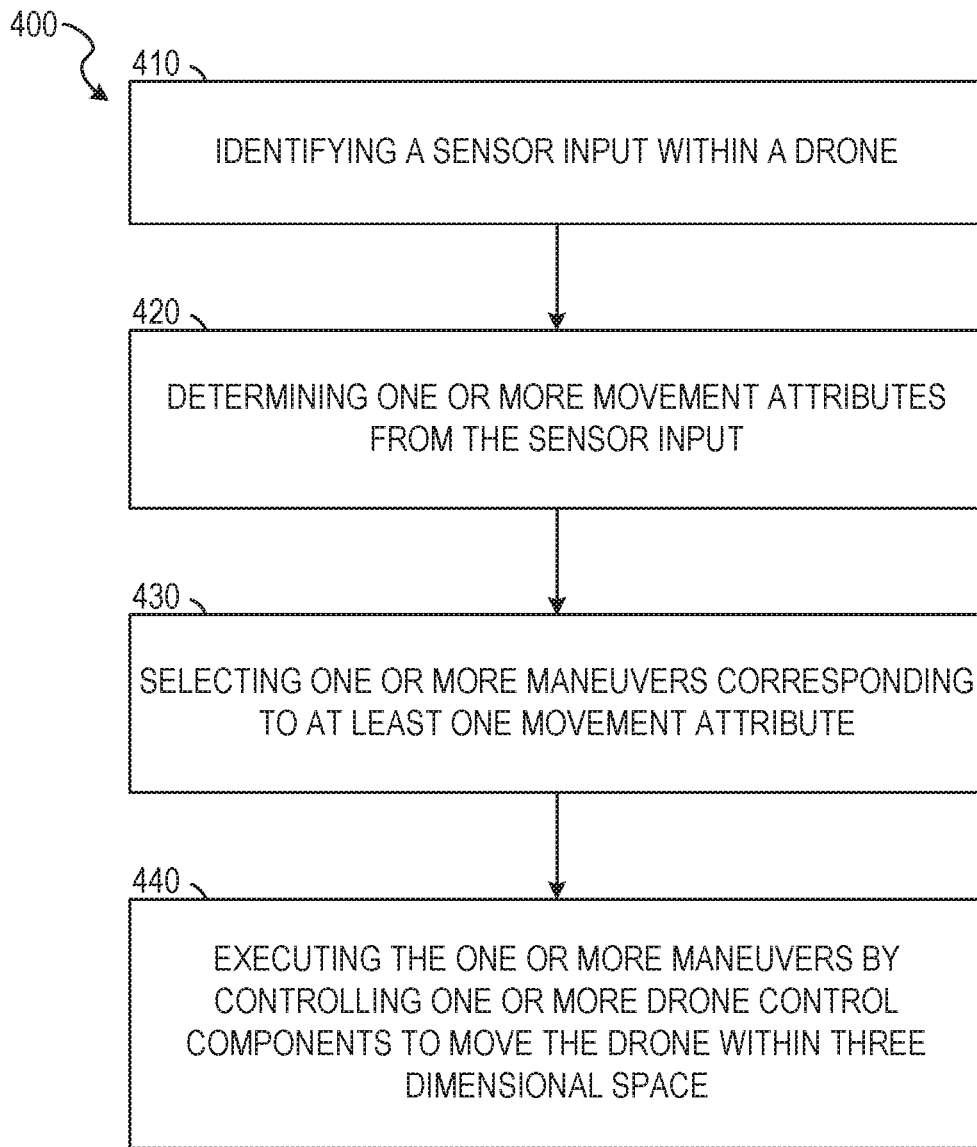 400
410
IDENTIFYING A SENSOR INPUT WITHIN A DRONE
420
DETERMINING ONE OR MORE MOVEMENT ATTRIBUTES
FROM THE SENSOR INPUT
430
SELECTING ONE OR MORE MANEUVERS CORRESPONDING
TO AT LEAST ONE MOVEMENT ATTRIBUTE
440
EXECUTING THE ONE OR MORE MANEUVERS BY
CONTROLLING ONE OR MORE DRONE CONTROL
COMPONENTS TO MOVE THE DRONE WITHIN THREE
DIMENSIONAL SPACE